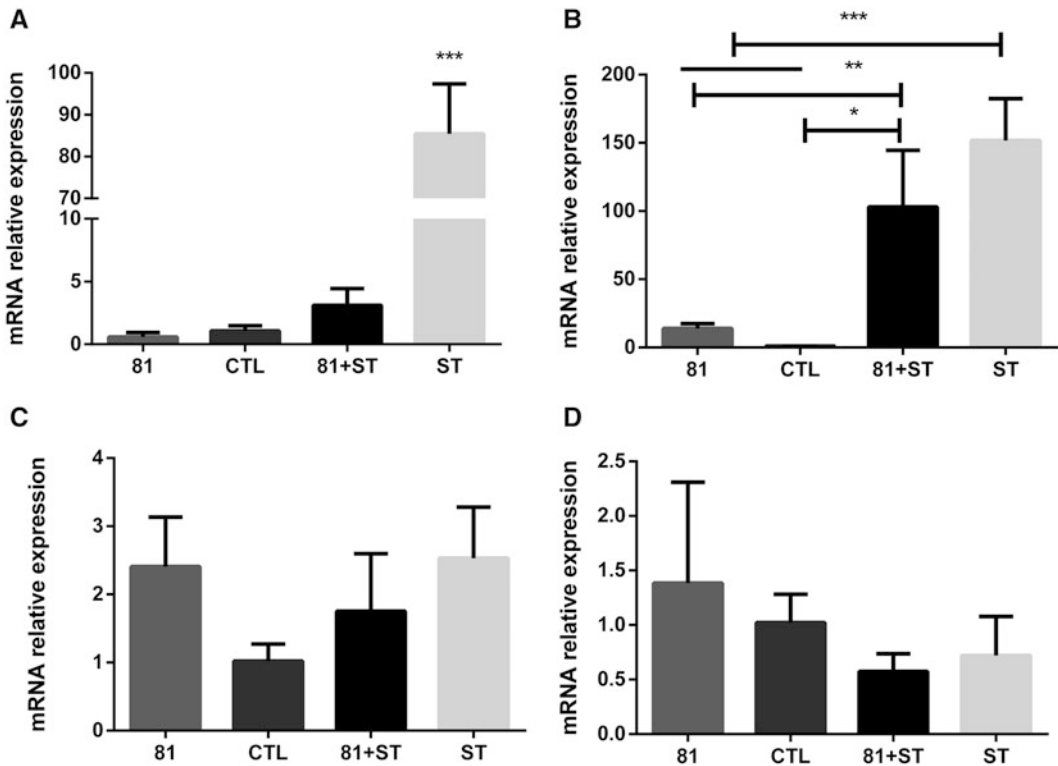 A
mRNA relative expression
100
90
80
70
10
5
0
***
81 CTL 81+ST ST
B
mRNA relative expression
200
150
100
50
0
***
**
*
81 CTL 81+ST ST
C
mRNA relative expression
4
3
2
1
0
81 CTL 81+ST ST
D
mRNA relative expression
2.5
2.0
1.5
1.0
0.5
0.0
81 CTL 81+ST ST